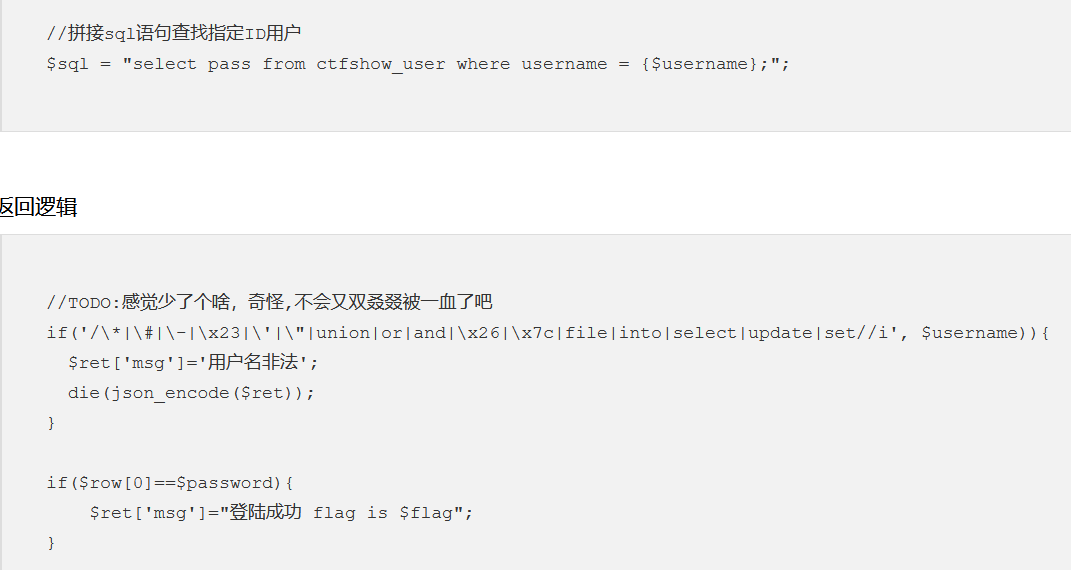 //拼接sql语句查找指定ID用户
$sql = "select pass from ctfshow_user where username = {$username};";
返回逻辑
//TODO:感觉少了个啥，奇怪,不会又双叒叕被一血了吧
if('/\*|\#|\-|\x23|\'|\"|union|or|and|\x26|\x7c|file|into|select|update|set//i', $username)){
$ret['msg']='用户名非法';
die(json_encode($ret));
}
if($row[0]==$password){
$ret['msg']="登陆成功 flag is $flag";
}